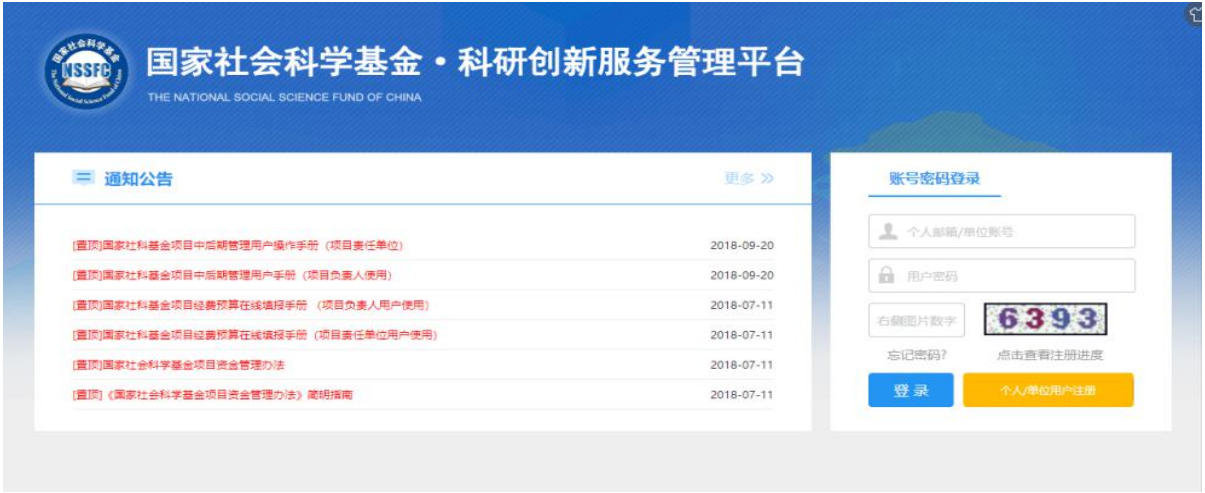 国家社会科学基金·科研创新服务管理平台
THE NATIONAL SOCIAL SCIENCE FUND OF CHINA
NSSFC
通知公告
更多 >>
[置顶]国家社科基金项目中后期管理用户操作手册（项目责任单位） 2018-09-20
[置顶]国家社科基金项目中后期管理用户手册（项目负责人使用） 2018-09-20
[置顶]国家社科基金项目经费预算在线填报手册 （项目负责人用户使用） 2018-07-11
[置顶]国家社科基金项目经费预算在线填报手册（项目责任单位用户使用） 2018-07-11
[置顶]国家社会科学基金项目资金管理办法 2018-07-11
[置顶]《国家社会科学基金项目资金管理办法》简明指南 2018-07-11
账号密码登录
个人邮箱/单位账号
用户密码
右侧图片数字 6393
忘记密码? 点击查看注册进度
登录 个人/单位用户注册